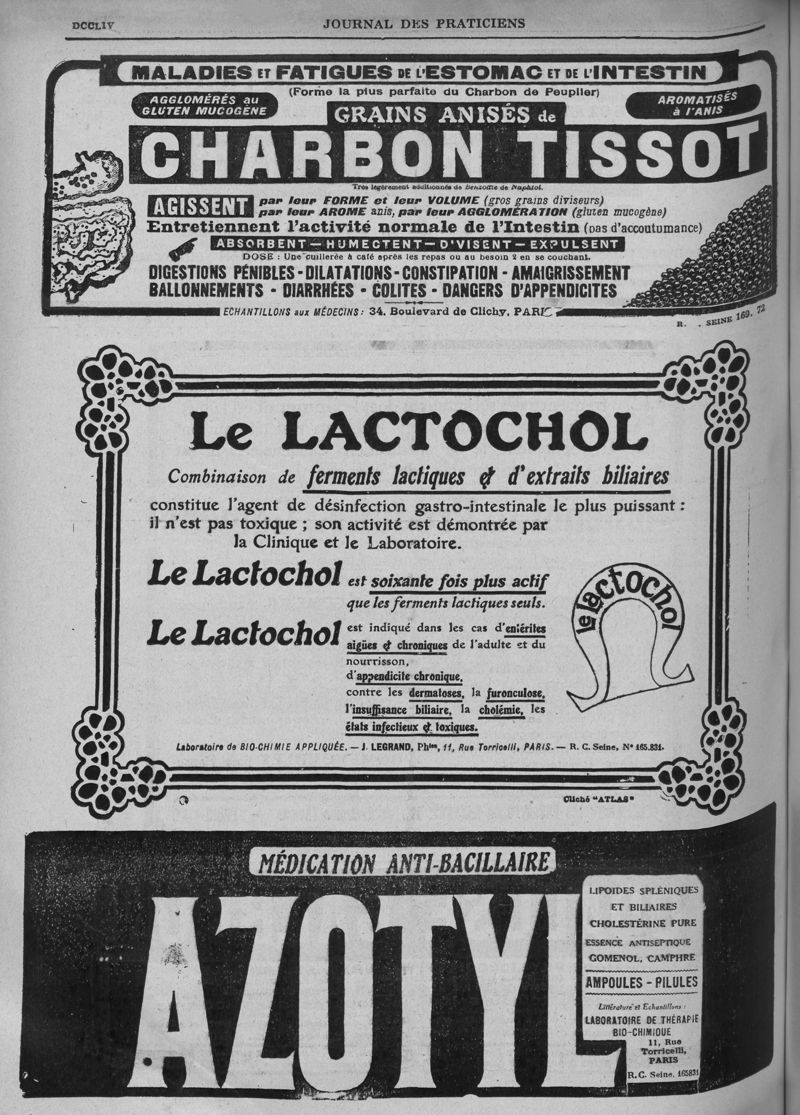 DCCLIV
JOURNAL DES PRATICIENS
MALADIES ET FATIGUES DE L'ESTOMAC ET DE L'INTESTIN
(Forme la plus parfaite du Charbon de Peuplier)
AGGLOMÉRÉS au
GLUTEN MUCOGÈNE
GRAINS ANISÉS de
AROMATISÉS
à l'ANIS
CHARBON TISSOT
Très légèrement additionnés de Benzoate de Naphtol.
AGISSENT
par leur FORME et leur VOLUME (gros grains diviseurs)
par leur AROME anis, par leur AGGLOMÉRATION (gluten mucogène)
Entretiennent l'activité normale de l'Intestin (pas d'accoutumance)
ABSORBENT — HUMECTENT — D'VISENT — EXPULSENT
DOSE : Une cuillerée à café après les repas ou au besoin 2 en se couchant.
DIGESTIONS PÉNIBLES - DILATATIONS - CONSTIPATION - AMAIGRISSEMENT
BALLONNEMENTS - DIARRHÉES - COLITES - DANGERS D'APPENDICITES
ECHANTILLONS aux MÉDECINS : 34, Boulevard de Clichy, PARIS
R. . SEINE 169. 72
Le LACTOCHOL
Combinaison de ferments lactiques & d'extraits biliaires
constitue l'agent de désinfection gastro-intestinale le plus puissant :
il n'est pas toxique ; son activité est démontrée par
la Clinique et le Laboratoire.
Le Lactochol est soixante fois plus actif
que les ferments lactiques seuls.
Le Lactochol est indiqué dans les cas d'entérites
aigües & chroniques de l'adulte et du
nourrisson,
d'appendicite chronique,
contre les dermatoses, la furonculose,
l'insuffisance biliaire, la cholémie, les
états infectieux & toxiques.
le lactochol
Laboratoire de BIO-CHIMIE APPLIQUÉE. — J. LEGRAND, Phien, 11, Rue Torricelli, PARIS. — R. C. Seine, N° 165.831.
Cliché "ATLAS"
MÉDICATION ANTI-BACILLAIRE
AZOTYL
LIPOIDES SPLÉNIQUES
ET BILIAIRES
CHOLESTÉRINE PURE
ESSENCE ANTISEPTIQUE
GOMENOL, CAMPHRE
AMPOULES - PILULES
Littérature et Echantillons :
LABORATOIRE DE THÉRAPIE
BIO-CHIMIQUE
11, Rue
Torricelli,
PARIS
R.C. Seine, 165831